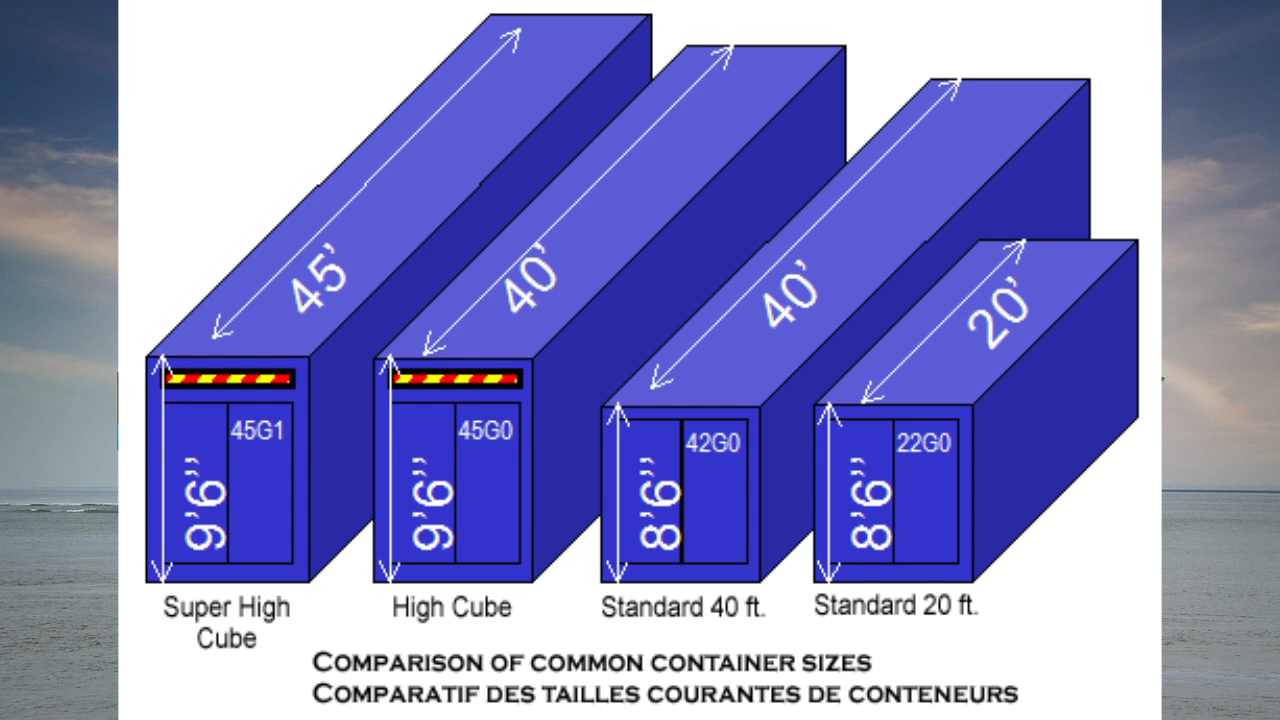 45’
40’
40’
20’
45G1
45G0
42G0
22G0
9’6’’
9’6’’
8’6’’
8’6’’
Super High
Cube
High Cube
Standard 40 ft.
Standard 20 ft.
COMPARISON OF COMMON CONTAINER SIZES
COMPARATIF DES TAILLES COURANTES DE CONTENEURS